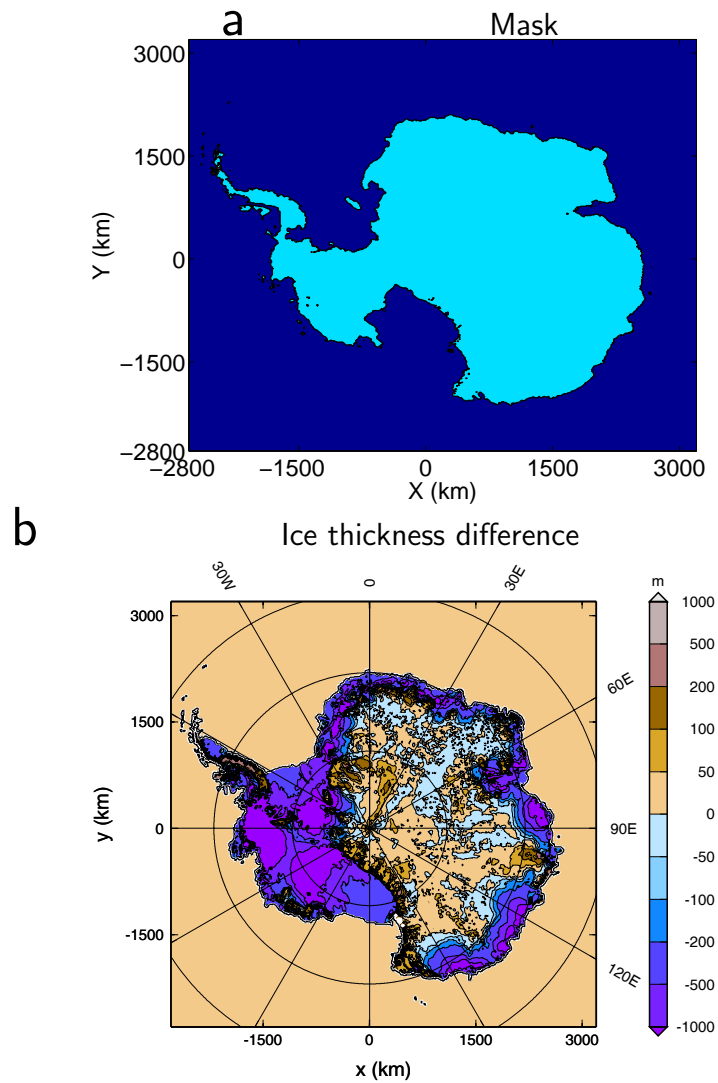 a
Mask
3000
1500
0
−1500
−2800
Y (km)
−2800
−1500
0
1500
3000
X (km)
b
Ice thickness difference
30W
0
30E
60E
90E
120E
3000
1500
0
-1500
y (km)
-1500
0
1500
3000
x (km)
m
1000
500
200
100
50
0
-50
-100
-200
-500
-1000